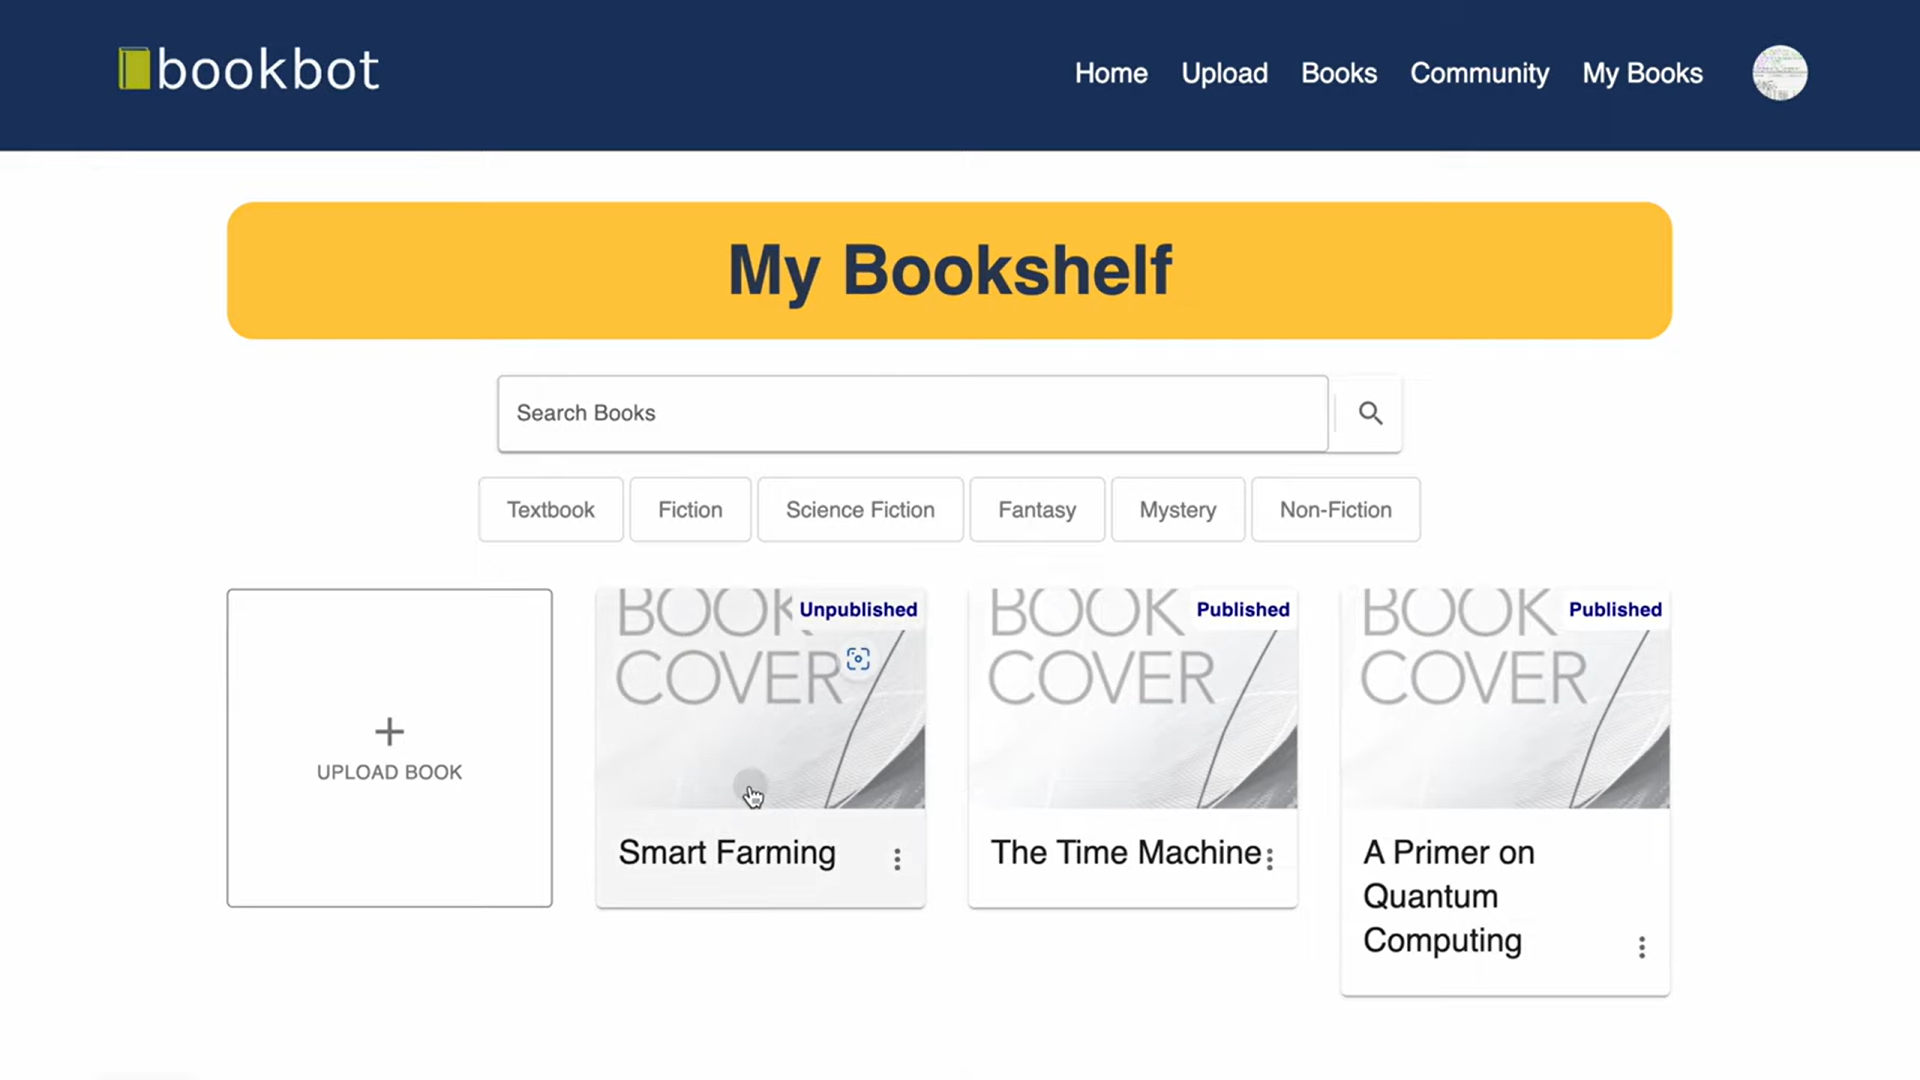 bookbot
Home Upload Books Community My Books
My Bookshelf
Search Books
Textbook Fiction Science Fiction Fantasy Mystery Non-Fiction
UPLOAD BOOK
BOOK
COVER
Unpublished
Smart Farming
BOOK
COVER
Published
The Time Machine
BOOK
COVER
Published
A Primer on
Quantum
Computing